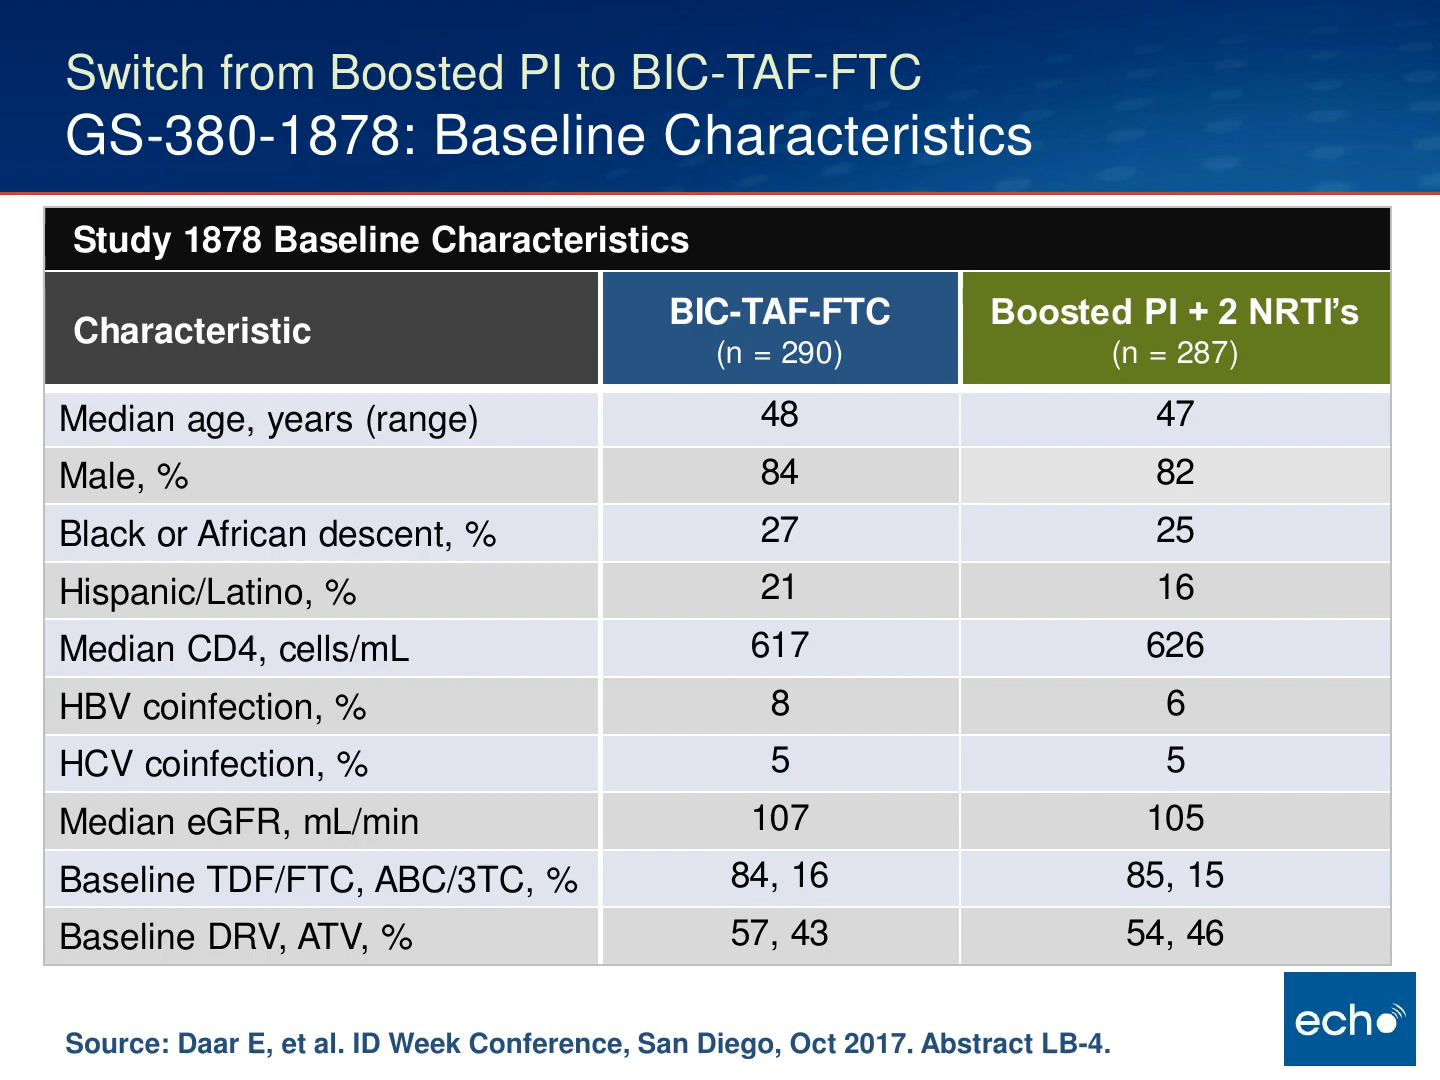 Switch from Boosted PI to BIC-TAF-FTC
GS-380-1878: Baseline Characteristics
Study 1878 Baseline Characteristics
Characteristic
BIC-TAF-FTC
(n = 290)
Boosted PI + 2 NRTI’s
(n = 287)
Median age, years (range) 48 47
Male, % 84 82
Black or African descent, % 27 25
Hispanic/Latino, % 21 16
Median CD4, cells/mL 617 626
HBV coinfection, % 8 6
HCV coinfection, % 5 5
Median eGFR, mL/min 107 105
Baseline TDF/FTC, ABC/3TC, % 84, 16 85, 15
Baseline DRV, ATV, % 57, 43 54, 46
Source: Daar E, et al. ID Week Conference, San Diego, Oct 2017. Abstract LB-4.
echo